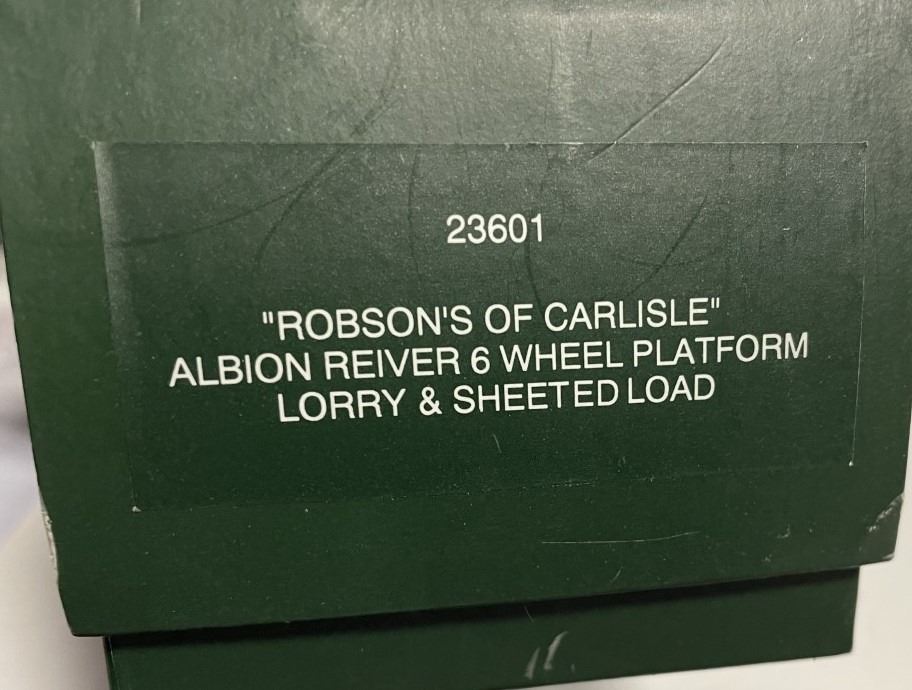 23601
"ROBSON'S OF CARLISLE"
ALBION REIVER 6 WHEEL PLATFORM
LORRY & SHEETED LOAD